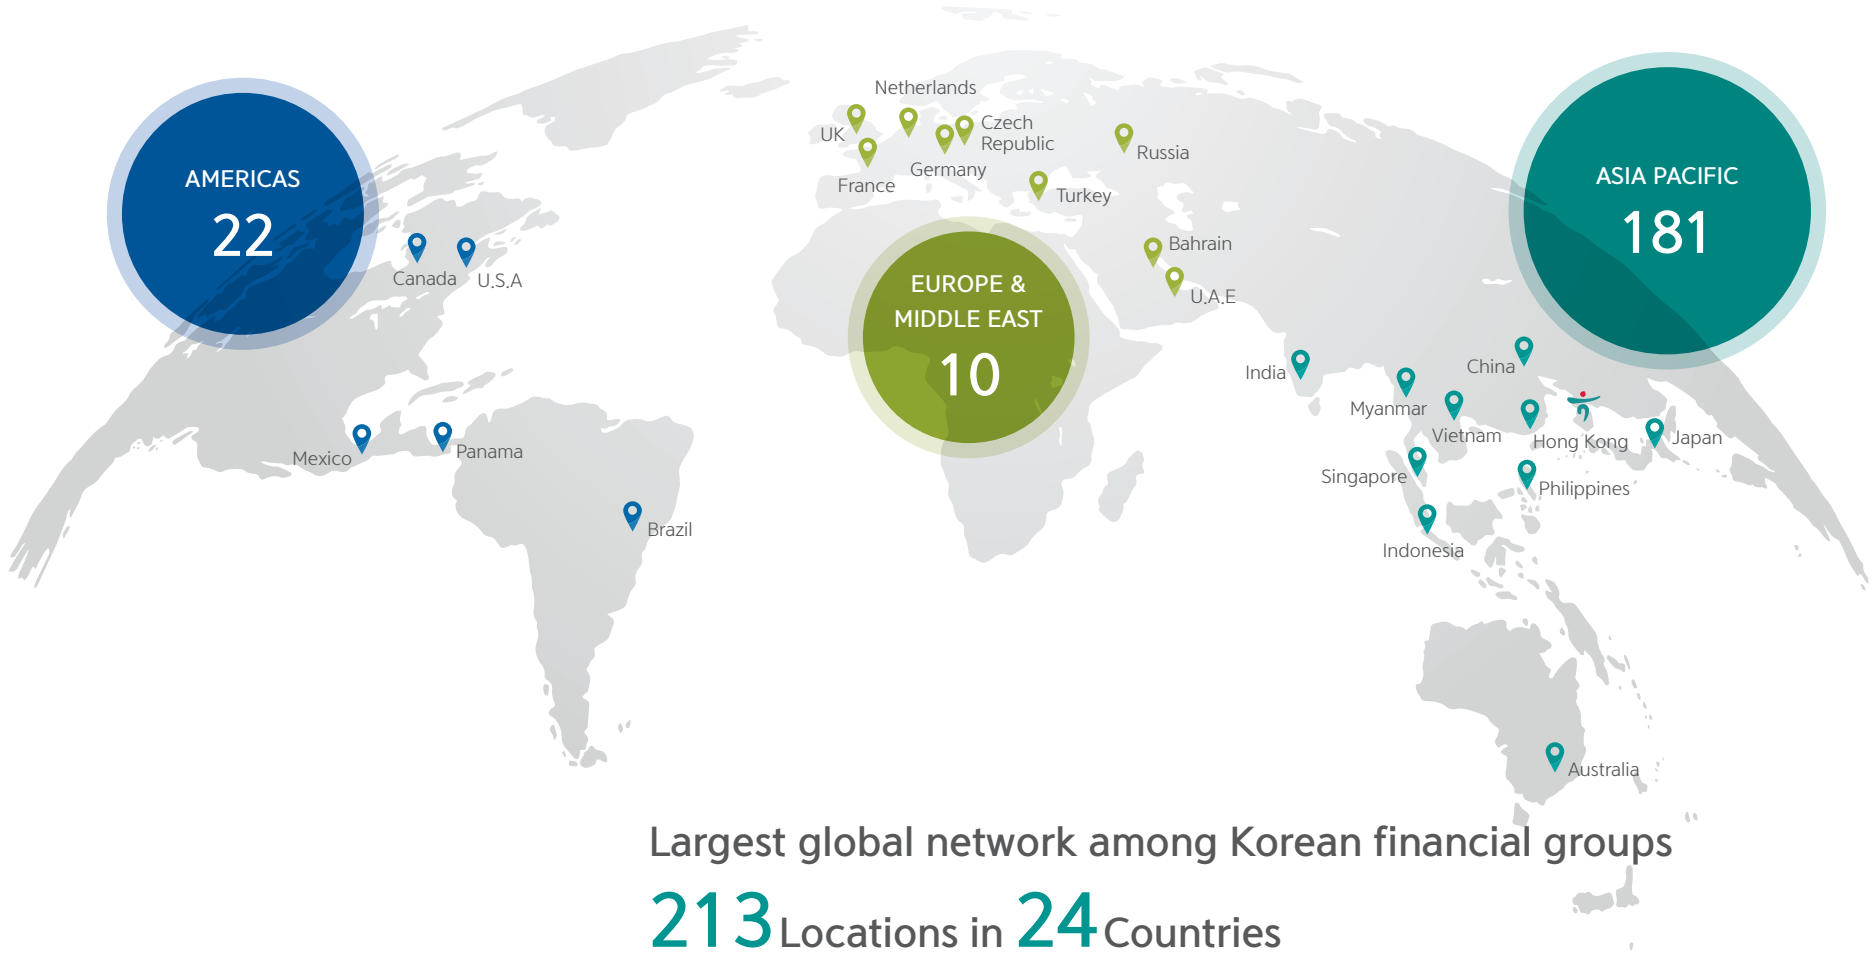 Netherlands
UK
Czech
Republic
Russia
Germany
France
Turkey
AMERICAS
22
ASIA PACIFIC
181
Canada
U.S.A
Bahrain
U.A.E
EUROPE &
MIDDLE EAST
10
India
China
Myanmar
Vietnam
Hong Kong
Japan
Mexico
Panama
Singapore
Philippines
Brazil
Indonesia
Australia
Largest global network among Korean financial groups
213 Locations in 24 Countries